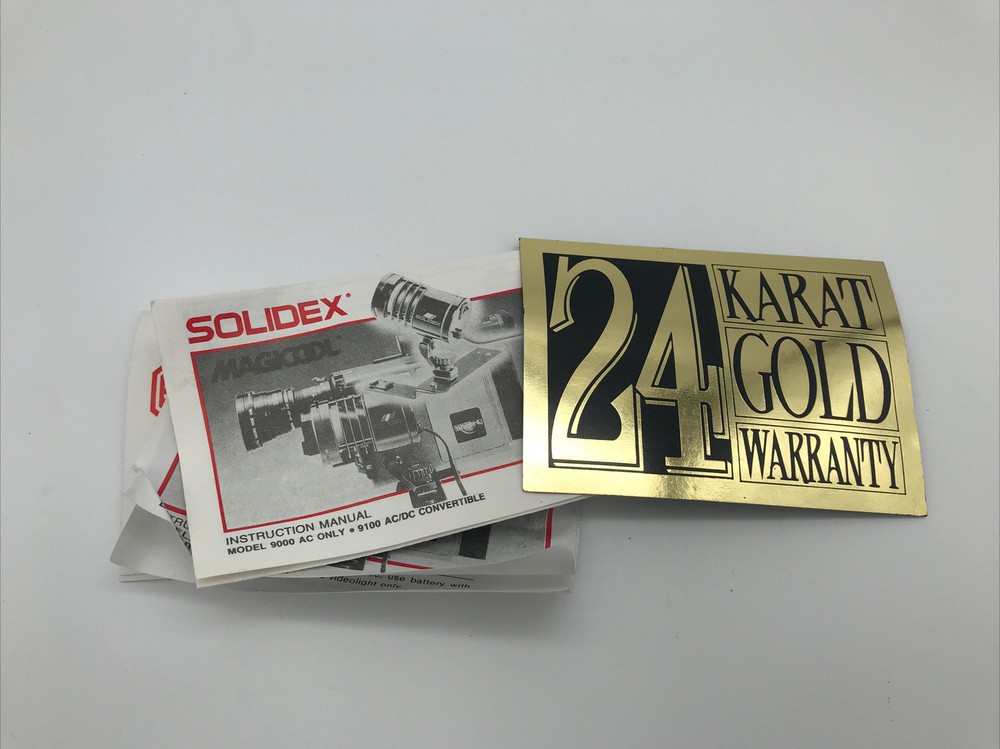 SOLIDEX
MAGICOOL™
INSTRUCTION MANUAL
MODEL 9000 AC ONLY • 9100 AC/DC CONVERTIBLE
use battery with
videolight only.
24
KARAT
GOLD
WARRANTY